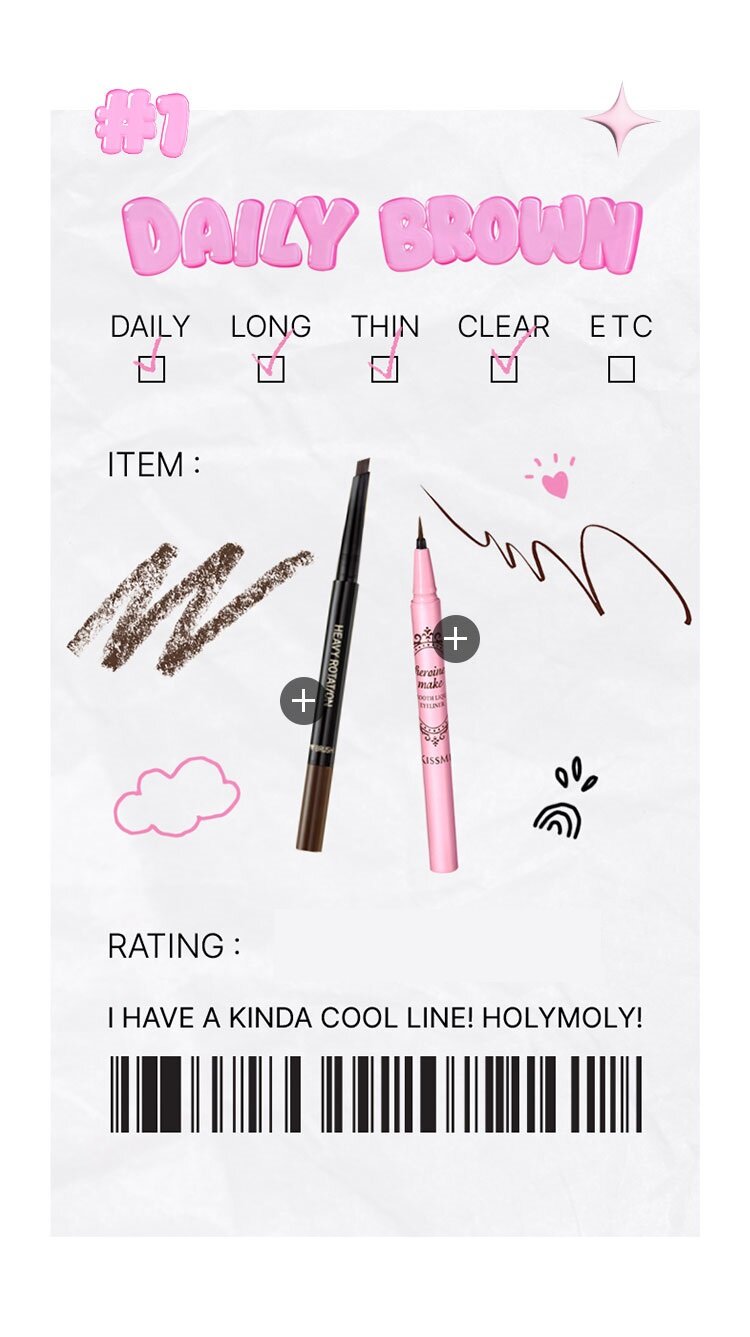 #1
DAILY BROWN
DAILY LONG THIN CLEAR ETC
ITEM :
HEAVY ROTATION
BRUSH
heroine
make
SMOOTH LIQUID
EYELINER
KISSME
RATING :
I HAVE A KINDA COOL LINE! HOLYMOLY!